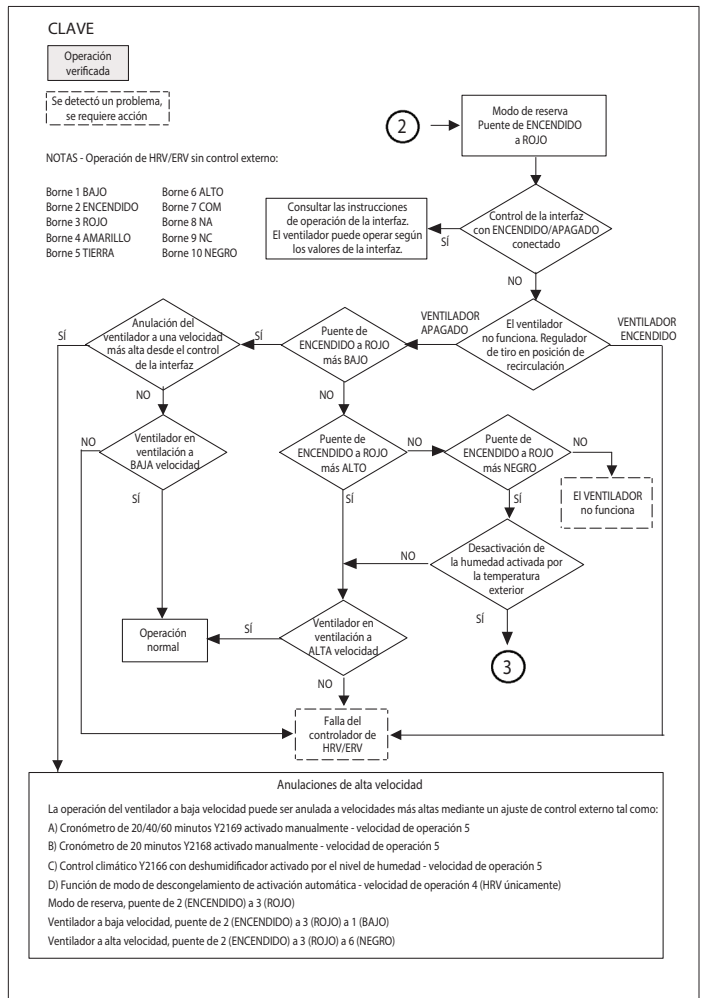 CLAVE
Operación
verificada
Se detectó un problema,
se requiere acción
NOTAS - Operación de HRV/ERV sin control externo:
Borne 1 BAJO
Borne 2 ENCENDIDO
Borne 3 ROJO
Borne 4 AMARILLO
Borne 5 TIERRA
Borne 6 ALTO
Borne 7 COM
Borne 8 NA
Borne 9 NC
Borne 10 NEGRO
2
Modo de reserva
Puente de ENCENDIDO
a ROJO
Control de la interfaz
con ENCENDIDO/APAGADO
conectado
SÍ
Consultar las instrucciones
de operación de la interfaz.
El ventilador puede operar según
los valores de la interfaz.
NO
El ventilador
no funciona. Regulador
de tiro en posición de
recirculación
VENTILADOR
APAGADO
VENTILADOR
ENCENDIDO
Puente de
ENCENDIDO a ROJO
más BAJO
SÍ
Anulación del
ventilador a una velocidad
más alta desde el control
de la interfaz
SÍ
NO
NO
Ventilador en
ventilación a
BAJA velocidad
NO
SÍ
Puente de
ENCENDIDO a ROJO
más ALTO
NO
SÍ
Puente de
ENCENDIDO a ROJO
más NEGRO
NO
SÍ
El VENTILADOR
no funciona
Desactivación de
la humedad activada por
la temperatura
exterior
NO
SÍ
3
Ventilador en
ventilación a
ALTA velocidad
SÍ
Operación
normal
NO
Falla del
controlador de
HRV/ERV
Anulaciones de alta velocidad
La operación del ventilador a baja velocidad puede ser anulada a velocidades más altas mediante un ajuste de control externo tal como:
A) Cronómetro de 20/40/60 minutos Y2169 activado manualmente - velocidad de operación 5
B) Cronómetro de 20 minutos Y2168 activado manualmente - velocidad de operación 5
C) Control climático Y2166 con deshumidificador activado por el nivel de humedad - velocidad de operación 5
D) Función de modo de descongelamiento de activación automática - velocidad de operación 4 (HRV únicamente)
Modo de reserva, puente de 2 (ENCENDIDO) a 3 (ROJO)
Ventilador a baja velocidad, puente de 2 (ENCENDIDO) a 3 (ROJO) a 1 (BAJO)
Ventilador a alta velocidad, puente de 2 (ENCENDIDO) a 3 (ROJO) a 6 (NEGRO)